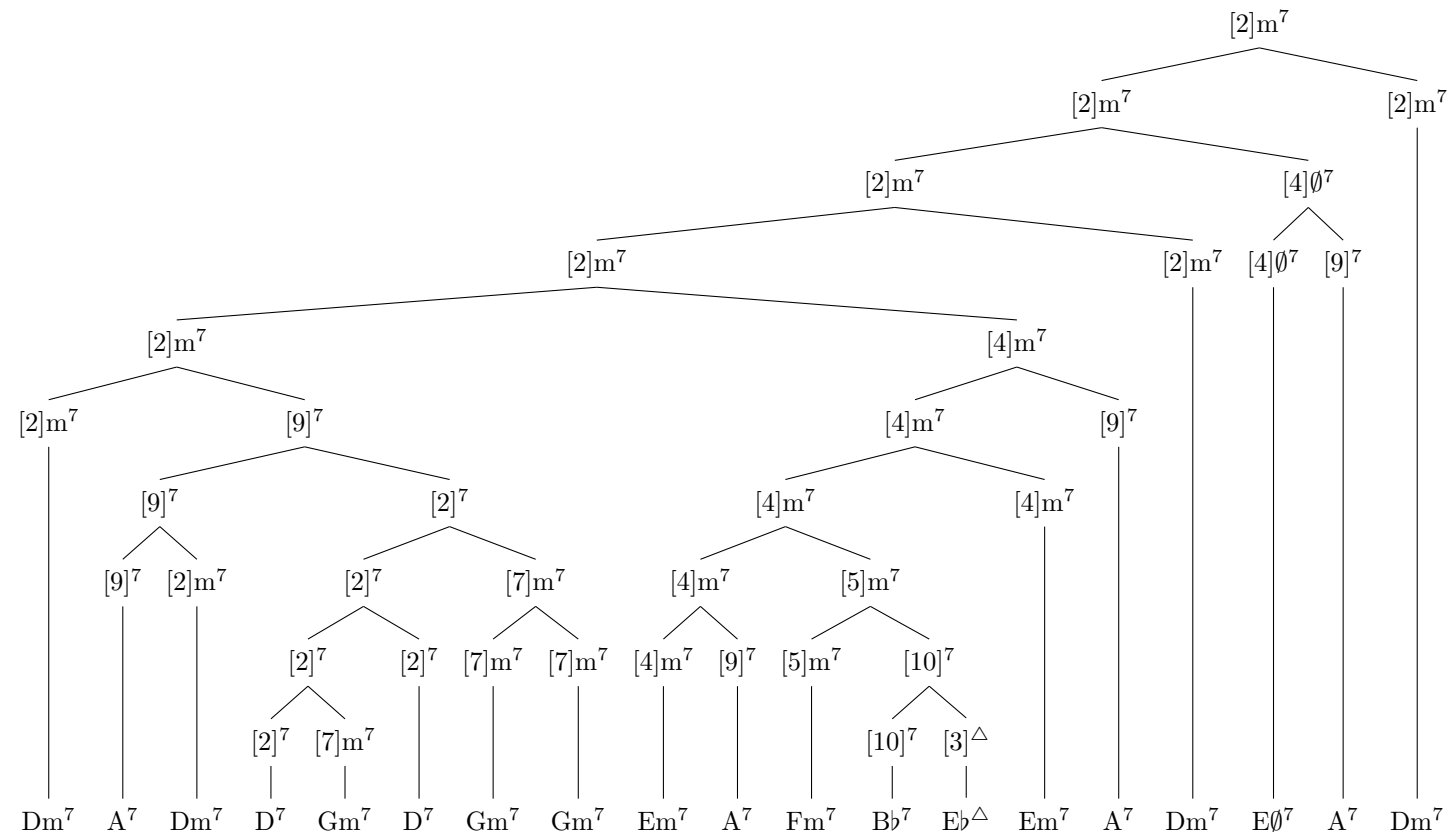 [2]m⁷
[2]m⁷ [2]m⁷
[2]m⁷ [4]∅⁷
[2]m⁷ [2]m⁷ [4]∅⁷ [9]⁷
[2]m⁷ [4]m⁷
[2]m⁷ [9]⁷ [4]m⁷ [9]⁷
[9]⁷ [2]⁷ [4]m⁷ [4]m⁷
[9]⁷ [2]m⁷ [2]⁷ [7]m⁷ [4]m⁷ [5]m⁷
[2]⁷ [2]⁷ [7]m⁷ [7]m⁷ [4]m⁷ [9]⁷ [5]m⁷ [10]⁷
[2]⁷ [7]m⁷ [10]⁷ [3]△
Dm⁷ A⁷ Dm⁷ D⁷ Gm⁷ D⁷ Gm⁷ Gm⁷ Em⁷ A⁷ Fm⁷ B♭⁷ E♭△ Em⁷ A⁷ Dm⁷ E∅⁷ A⁷ Dm⁷